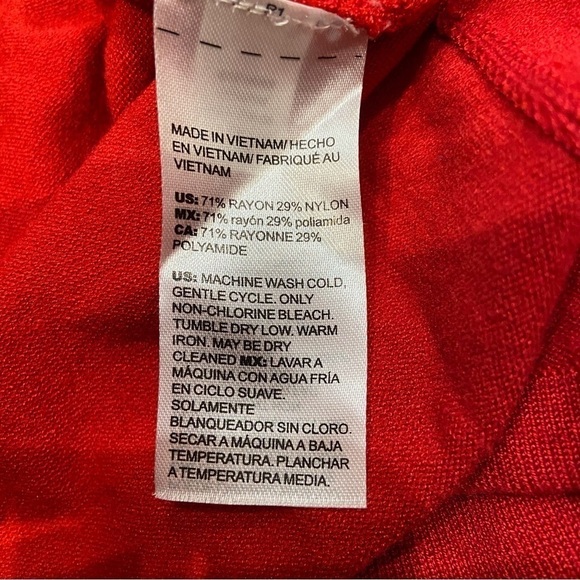 MADE IN VIETNAM/ HECHO
EN VIETNAM/ FABRIQUÉ AU
VIETNAM
US: 71% RAYON 29% NYLON
MX: 71% rayón 29% poliamida
CA: 71% RAYONNE 29%
POLYAMIDE
US: MACHINE WASH COLD,
GENTLE CYCLE. ONLY
NON-CHLORINE BLEACH.
TUMBLE DRY LOW. WARM
IRON. MAY BE DRY
CLEANED MX: LAVAR A
MÁQUINA CON AGUA FRÍA
EN CICLO SUAVE.
SOLAMENTE
BLANQUEADOR SIN CLORO.
SECAR A MÁQUINA A BAJA
TEMPERATURA. PLANCHAR
A TEMPERATURA MEDIA.